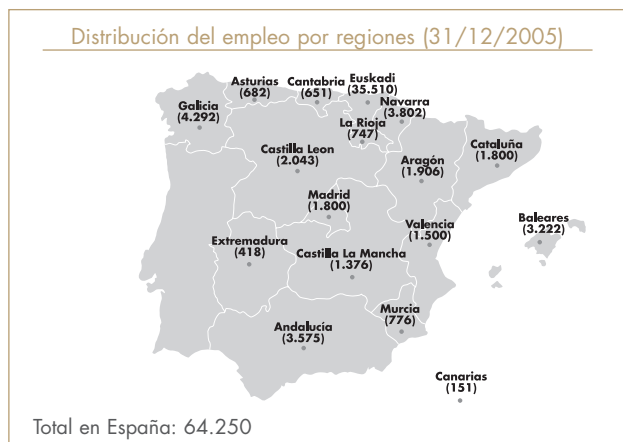 Distribución del empleo por regiones (31/12/2005)
Asturias
(682)
Cantabria
(651)
Euskadi
(35.510)
Galicia
(4.292)
Navarra
(3.802)
La Rioja
(747)
Castilla Leon
(2.043)
Aragón
(1.906)
Cataluña
(1.800)
Madrid
(1.800)
Valencia
(1.500)
Baleares
(3.222)
Extremadura
(418)
Castilla La Mancha
(1.376)
Andalucía
(3.575)
Murcia
(776)
Canarias
(151)
Total en España: 64.250